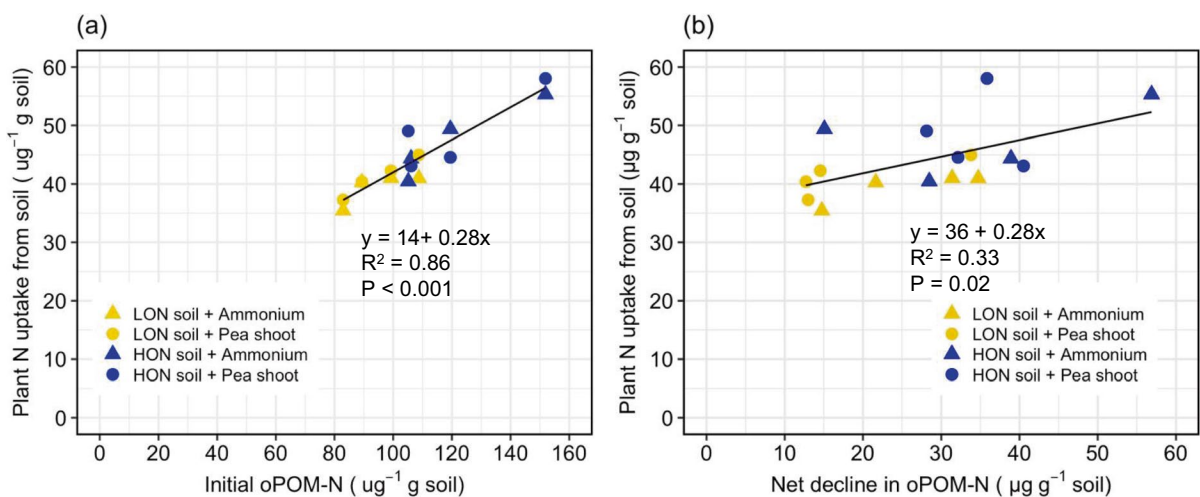 (a)
Plant N uptake from soil ( ug⁻¹ g soil)
60
50
40
30
20
10
0
y = 14+ 0.28x
R² = 0.86
P < 0.001
LON soil + Ammonium
LON soil + Pea shoot
HON soil + Ammonium
HON soil + Pea shoot
0 20 40 60 80 100 120 140 160
Initial oPOM-N ( ug⁻¹ g soil)
(b)
Plant N uptake from soil (µg g⁻¹ soil)
60
50
40
30
20
10
0
y = 36 + 0.28x
R² = 0.33
P = 0.02
LON soil + Ammonium
LON soil + Pea shoot
HON soil + Ammonium
HON soil + Pea shoot
0 10 20 30 40 50 60
Net decline in oPOM-N ( µg g⁻¹ soil)